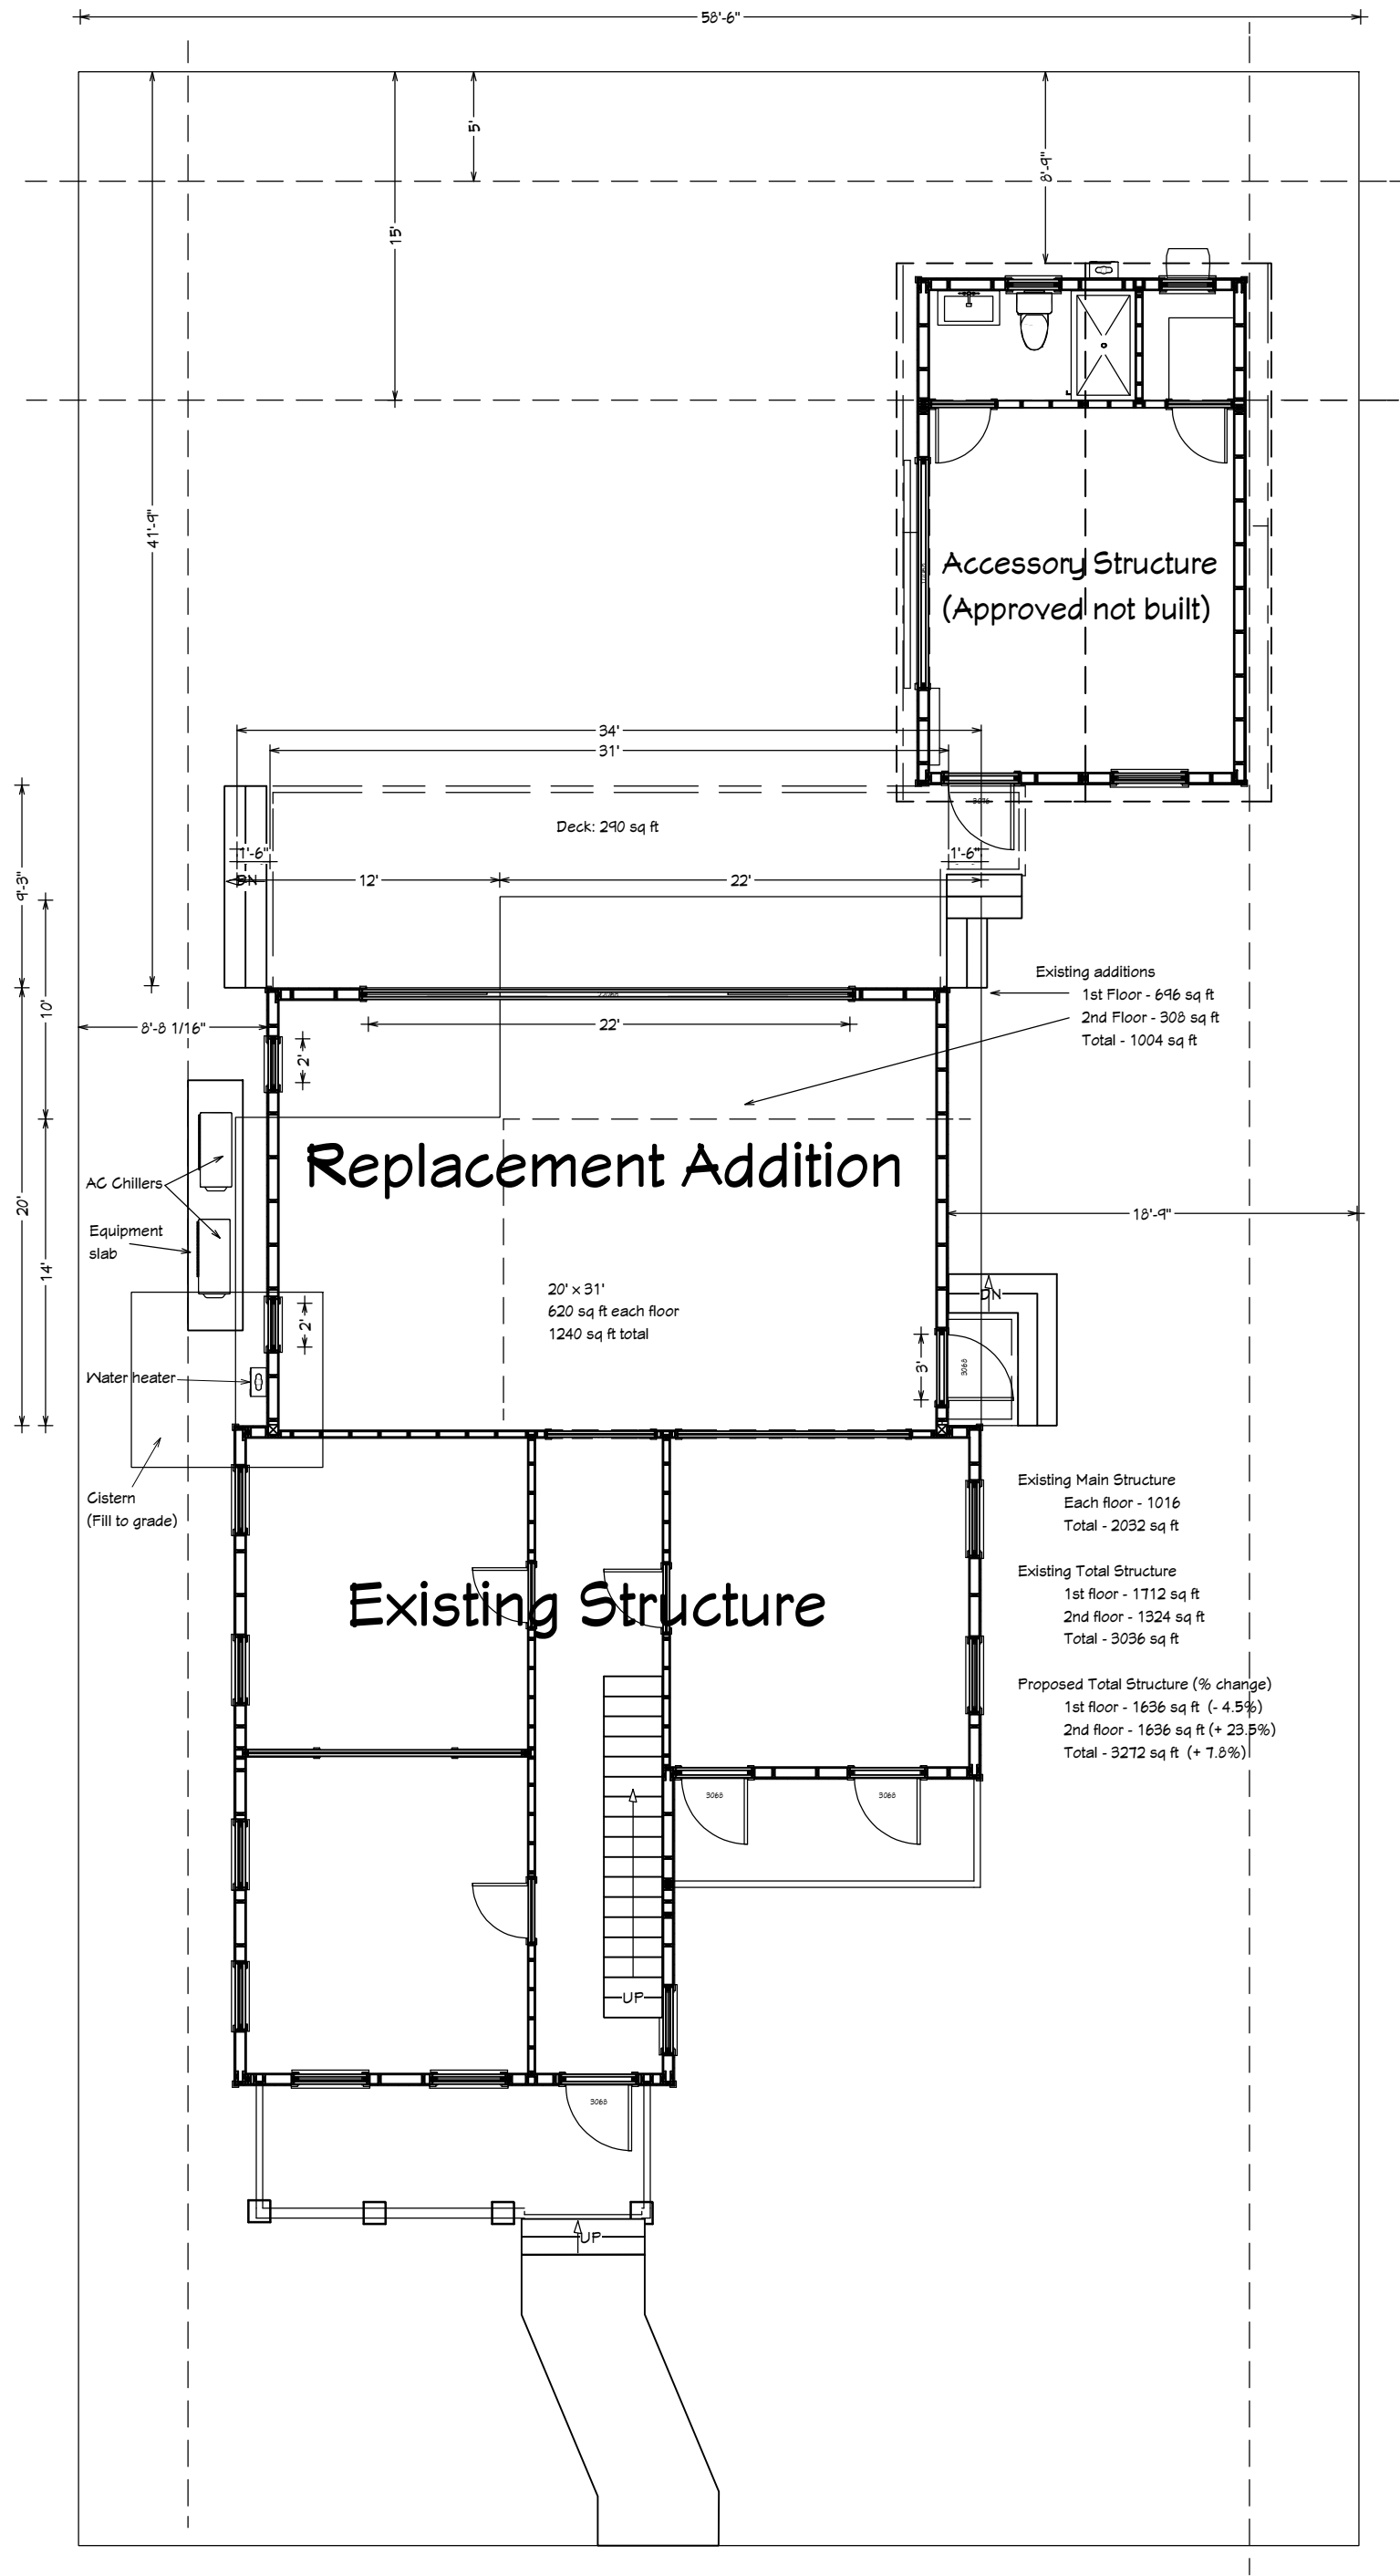 58'-6"
5'
8'-9"
15'
41'-9"
Accessory Structure
(Approved not built)
34'
31'
Deck: 290 sq ft
1'-6"
1'-6"
DN
12'
22'
9'-3"
10'
Existing additions
1st Floor - 696 sq ft
2nd Floor - 308 sq ft
Total - 1004 sq ft
8'-8 1/16"
22'
2'
Replacement Addition
AC Chillers
Equipment
slab
20'
14'
18'-9"
20' x 31'
620 sq ft each floor
1240 sq ft total
DN
2'
3'
3068
Water heater
Cistern
(Fill to grade)
Existing Main Structure
Each floor - 1016
Total - 2032 sq ft
Existing Structure
Existing Total Structure
1st floor - 1712 sq ft
2nd floor - 1324 sq ft
Total - 3036 sq ft
Proposed Total Structure (% change)
1st floor - 1636 sq ft (- 4.5%)
2nd floor - 1636 sq ft (+ 23.5%)
Total - 3272 sq ft (+ 7.8%)
3068
3068
UP
3068
UP